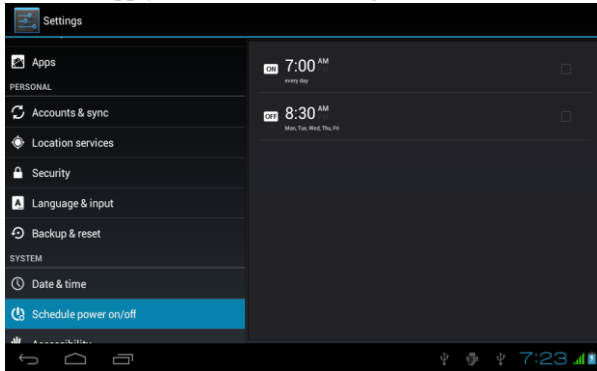 Settings
Apps
PERSONAL
Accounts & sync
Location services
Security
A Language & input
Backup & reset
SYSTEM
Date & time
Schedule power on/off
Accessibility
ON 7:00 AM
every day
OFF 8:30 AM
Mon, Tue, Wed, Thu, Fri
7:23